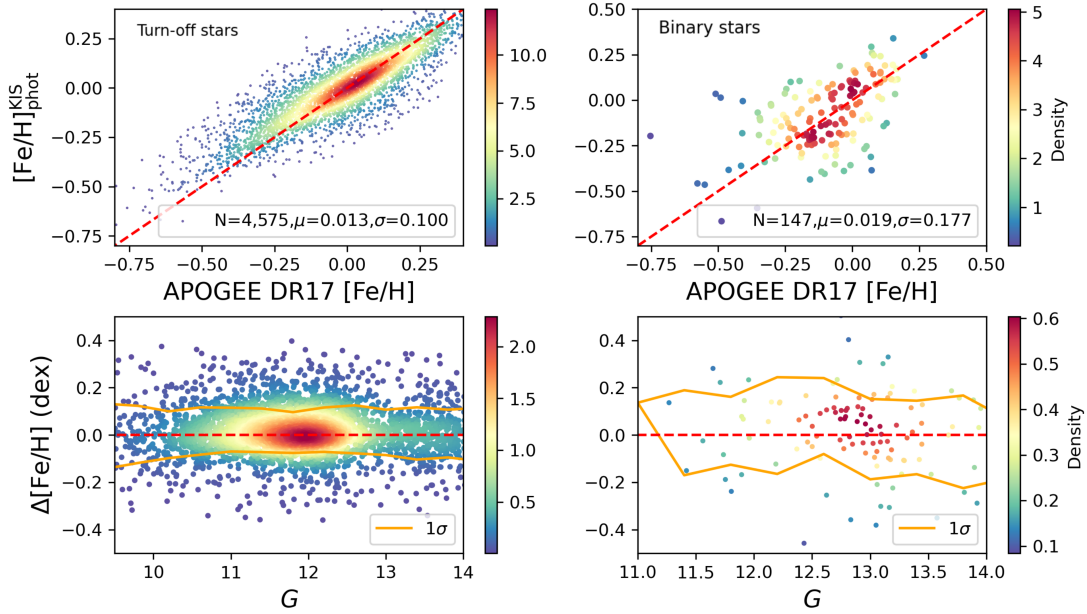 Turn-off stars
0.25
0.00
−0.25
−0.50
−0.75
[Fe/H]KISphot
N=4,575,μ=0.013,σ=0.100
−0.75 −0.50 −0.25 0.00 0.25
APOGEE DR17 [Fe/H]
10.0
7.5
5.0
2.5
Binary stars
0.50
0.25
0.00
−0.25
−0.50
−0.75
N=147,μ=0.019,σ=0.177
−0.75 −0.50 −0.25 0.00 0.25 0.50
APOGEE DR17 [Fe/H]
5
4
3
2
1
Density
0.4
0.2
0.0
−0.2
−0.4
Δ[Fe/H] (dex)
1σ
10 11 12 13 14
G
2.0
1.5
1.0
0.5
0.4
0.2
0.0
−0.2
−0.4
1σ
11.0 11.5 12.0 12.5 13.0 13.5 14.0
G
0.6
0.5
0.4
0.3
0.2
0.1
Density